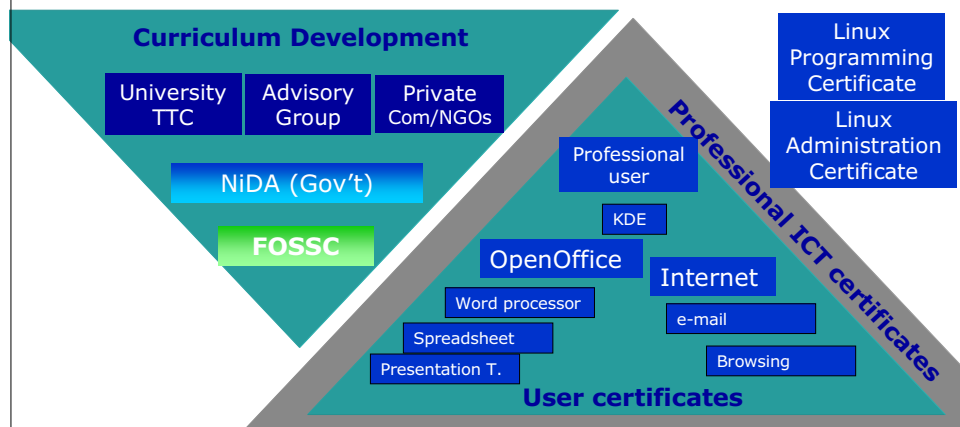 Curriculum Development
University
TTC
Advisory
Group
Private
Com/NGOs
NiDA (Gov't)
FOSSC
Linux
Programming
Certificate
Linux
Administration
Certificate
Professional ICT certificates
Professional
user
KDE
OpenOffice
Internet
Word processor
e-mail
Spreadsheet
Browsing
Presentation T.
User certificates